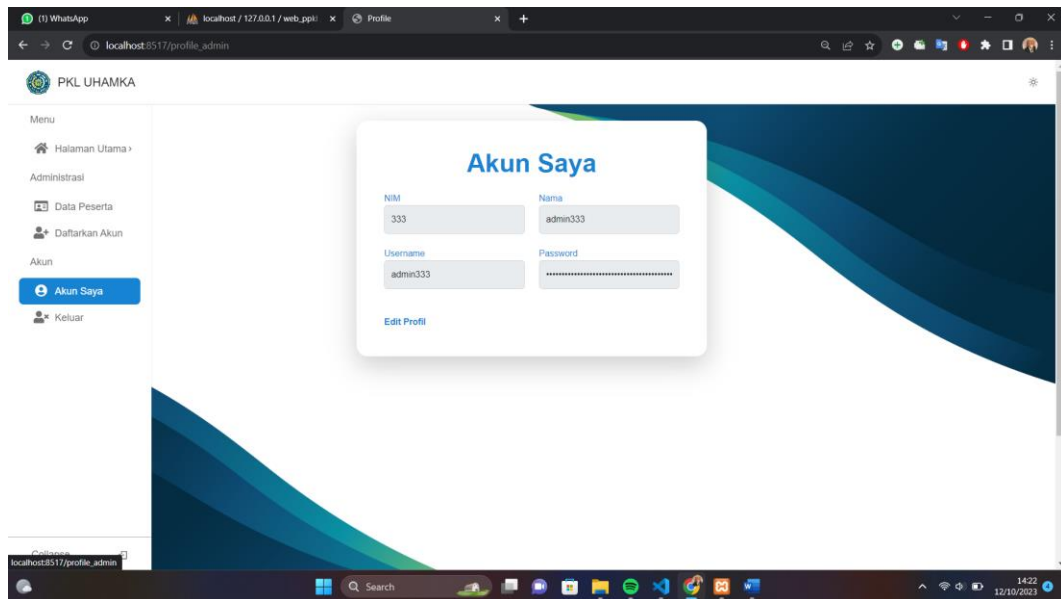 (1) WhatsApp
localhost / 127.0.0.1 / web_ppk
Profile
localhost:8517/profile_admin
PKL UHAMKA
Menu
Halaman Utama
Administrasi
Data Peserta
Daftarkan Akun
Akun
Akun Saya
Keluar
Akun Saya
NIM
Nama
333
admin333
Username
Password
admin333
Edit Profil
Collapse
localhost:8517/profile_admin
Search
14:22
12/10/2023